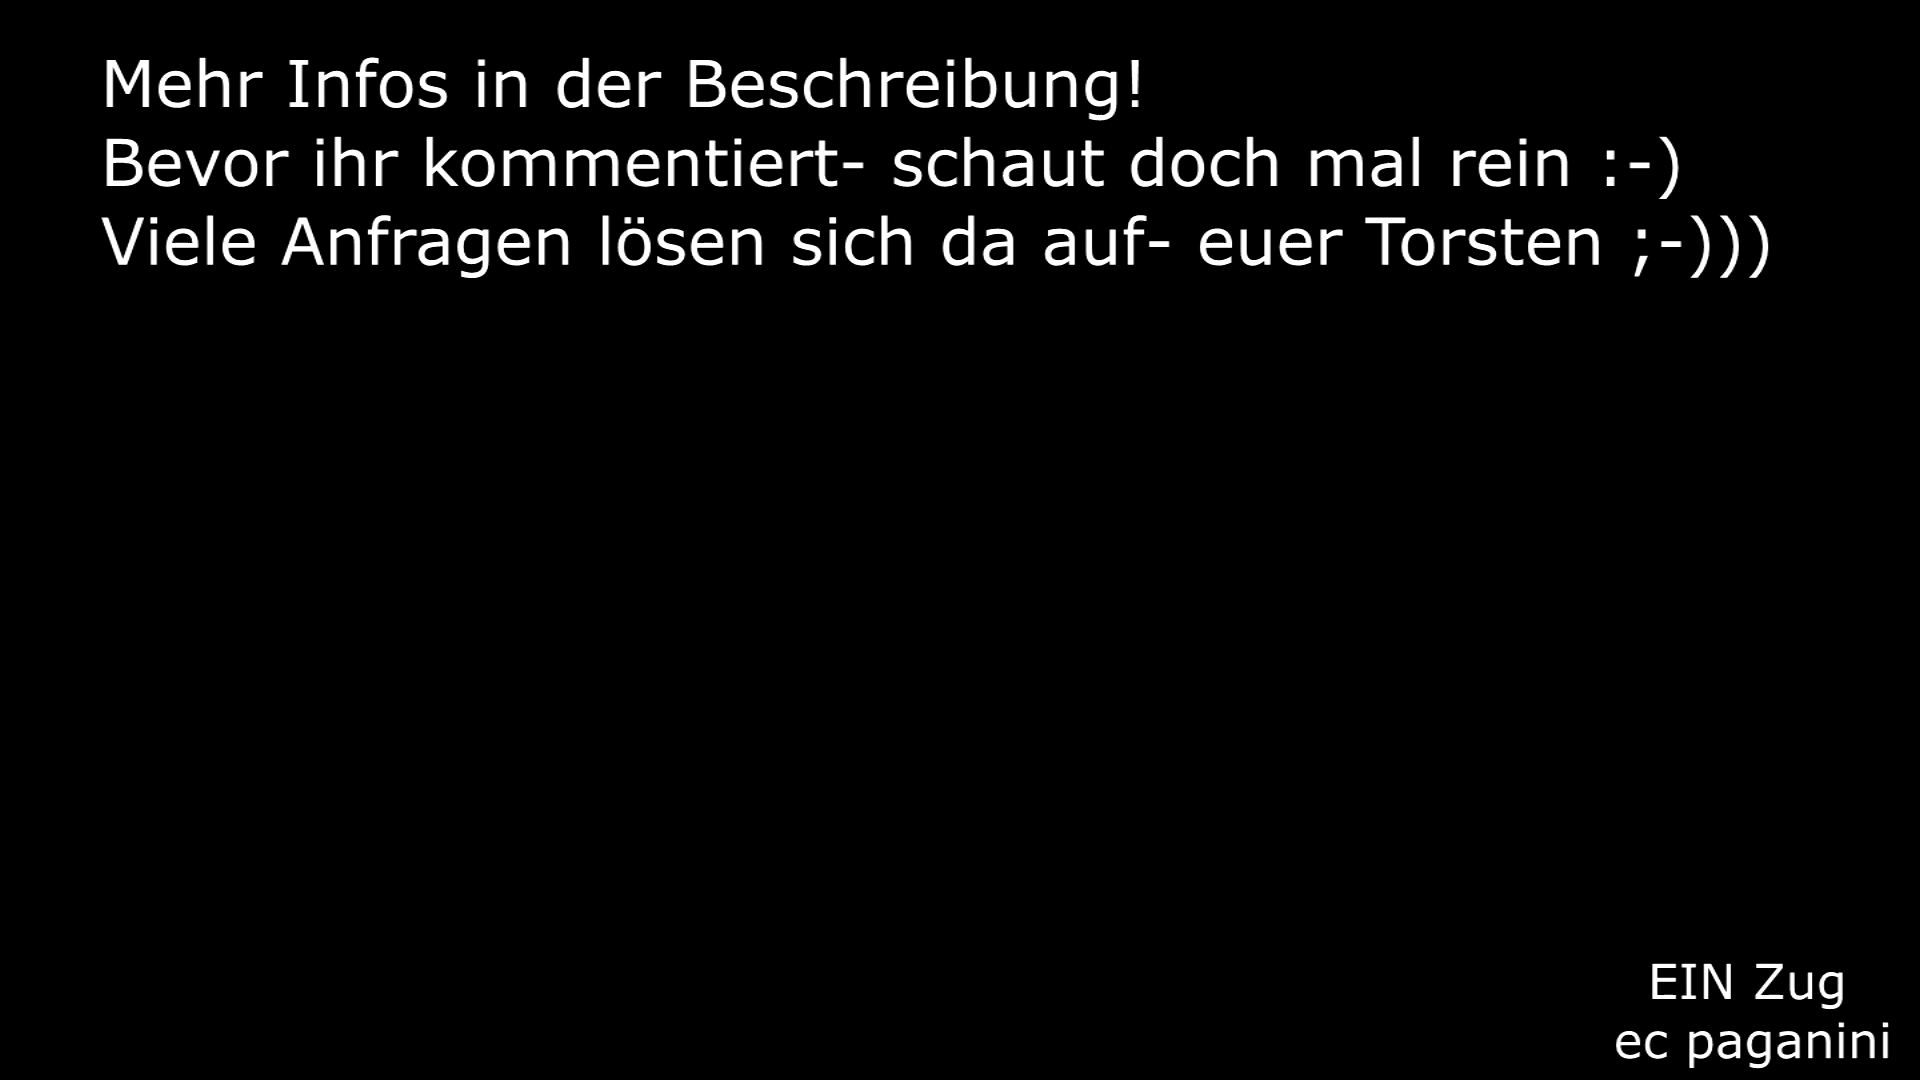 Mehr Infos in der Beschreibung!
Bevor ihr kommentiert- schaut doch mal rein :-)
Viele Anfragen lösen sich da auf- euer Torsten ;-)))
EIN Zug
ec paganini